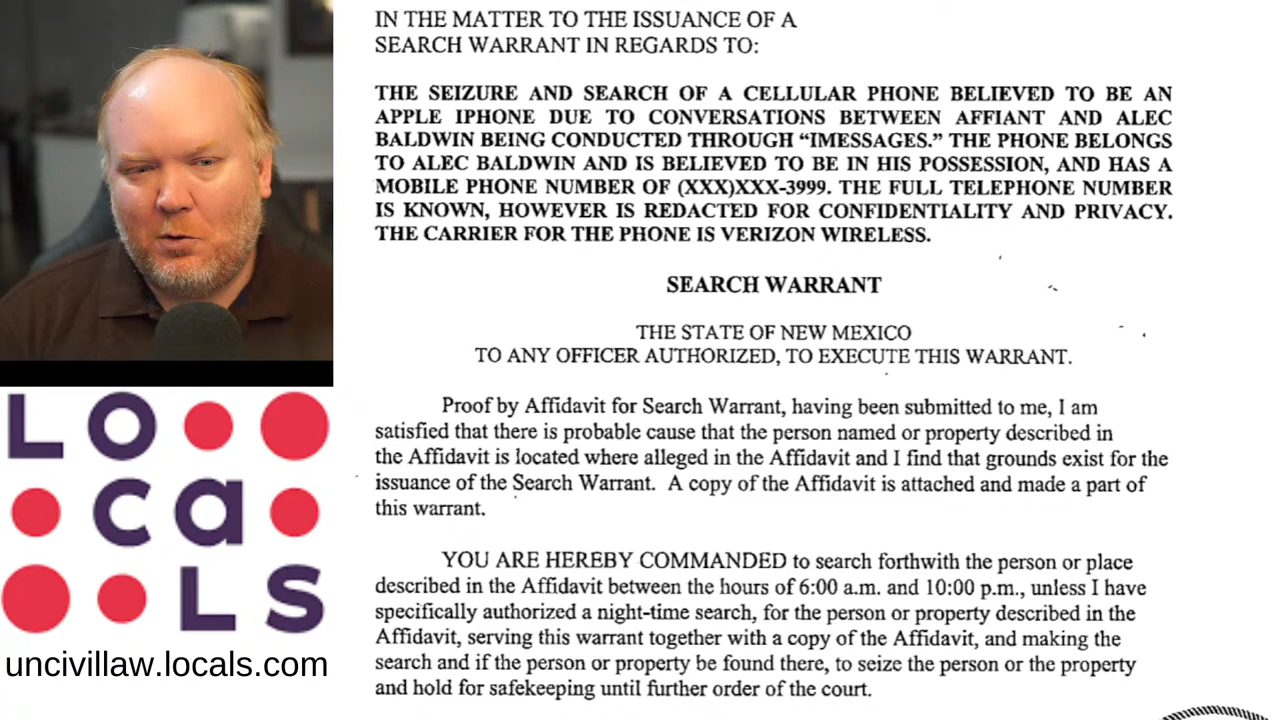 IN THE MATTER TO THE ISSUANCE OF A
SEARCH WARRANT IN REGARDS TO:
THE SEIZURE AND SEARCH OF A CELLULAR PHONE BELIEVED TO BE AN
APPLE IPHONE DUE TO CONVERSATIONS BETWEEN AFFIANT AND ALEC
BALDWIN BEING CONDUCTED THROUGH “IMESSAGES.” THE PHONE BELONGS
TO ALEC BALDWIN AND IS BELIEVED TO BE IN HIS POSSESSION, AND HAS A
MOBILE PHONE NUMBER OF (XXX)XXX-3999. THE FULL TELEPHONE NUMBER
IS KNOWN, HOWEVER IS REDACTED FOR CONFIDENTIALITY AND PRIVACY.
THE CARRIER FOR THE PHONE IS VERIZON WIRELESS.
SEARCH WARRANT
THE STATE OF NEW MEXICO
TO ANY OFFICER AUTHORIZED, TO EXECUTE THIS WARRANT.
Proof by Affidavit for Search Warrant, having been submitted to me, I am
satisfied that there is probable cause that the person named or property described in
the Affidavit is located where alleged in the Affidavit and I find that grounds exist for the
issuance of the Search Warrant. A copy of the Affidavit is attached and made a part of
this warrant.
YOU ARE HEREBY COMMANDED to search forthwith the person or place
described in the Affidavit between the hours of 6:00 a.m. and 10:00 p.m., unless I have
specifically authorized a night-time search, for the person or property described in the
Affidavit, serving this warrant together with a copy of the Affidavit, and making the
search and if the person or property be found there, to seize the person or the property
and hold for safekeeping until further order of the court.
LO
ca
LS
uncivillaw.locals.com